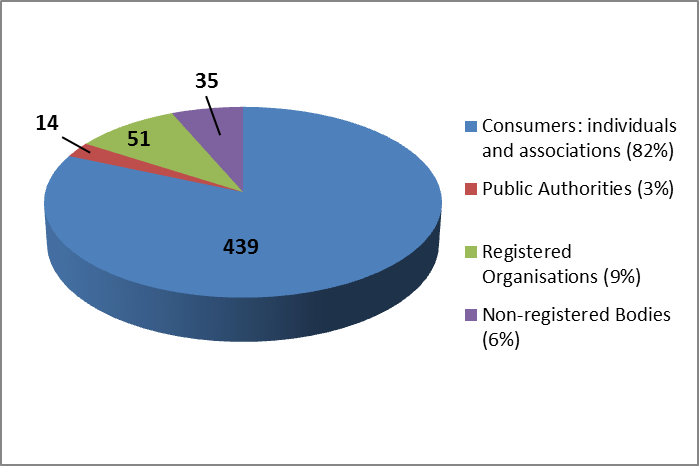 35
14
51
439
Consumers: individuals
and associations (82%)
Public Authorities (3%)
Registered
Organisations (9%)
Non-registered Bodies
(6%)